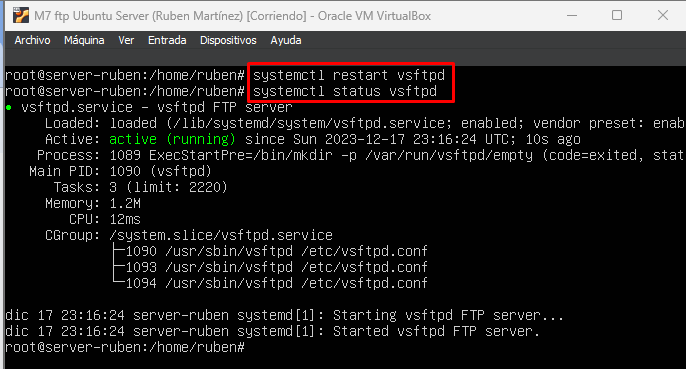 M7 ftp Ubuntu Server (Ruben Martínez) [Corriendo] - Oracle VM VirtualBox
Archivo Máquina Ver Entrada Dispositivos Ayuda
root@server-ruben:/home/ruben# systemctl restart vsftpd
root@server-ruben:/home/ruben# systemctl status vsftpd
● vsftpd.service - vsftpd FTP server
Loaded: loaded (/lib/systemd/system/vsftpd.service; enabled; vendor preset: enab
Active: active (running) since Sun 2023-12-17 23:16:24 UTC; 10s ago
Process: 1089 ExecStartPre=/bin/mkdir -p /var/run/vsftpd/empty (code=exited, stat
Main PID: 1090 (vsftpd)
Tasks: 3 (limit: 2220)
Memory: 1.2M
CPU: 12ms
CGroup: /system.slice/vsftpd.service
├─1090 /usr/sbin/vsftpd /etc/vsftpd.conf
├─1093 /usr/sbin/vsftpd /etc/vsftpd.conf
└─1094 /usr/sbin/vsftpd /etc/vsftpd.conf
dic 17 23:16:24 server-ruben systemd[1]: Starting vsftpd FTP server...
dic 17 23:16:24 server-ruben systemd[1]: Started vsftpd FTP server.
root@server-ruben:/home/ruben#